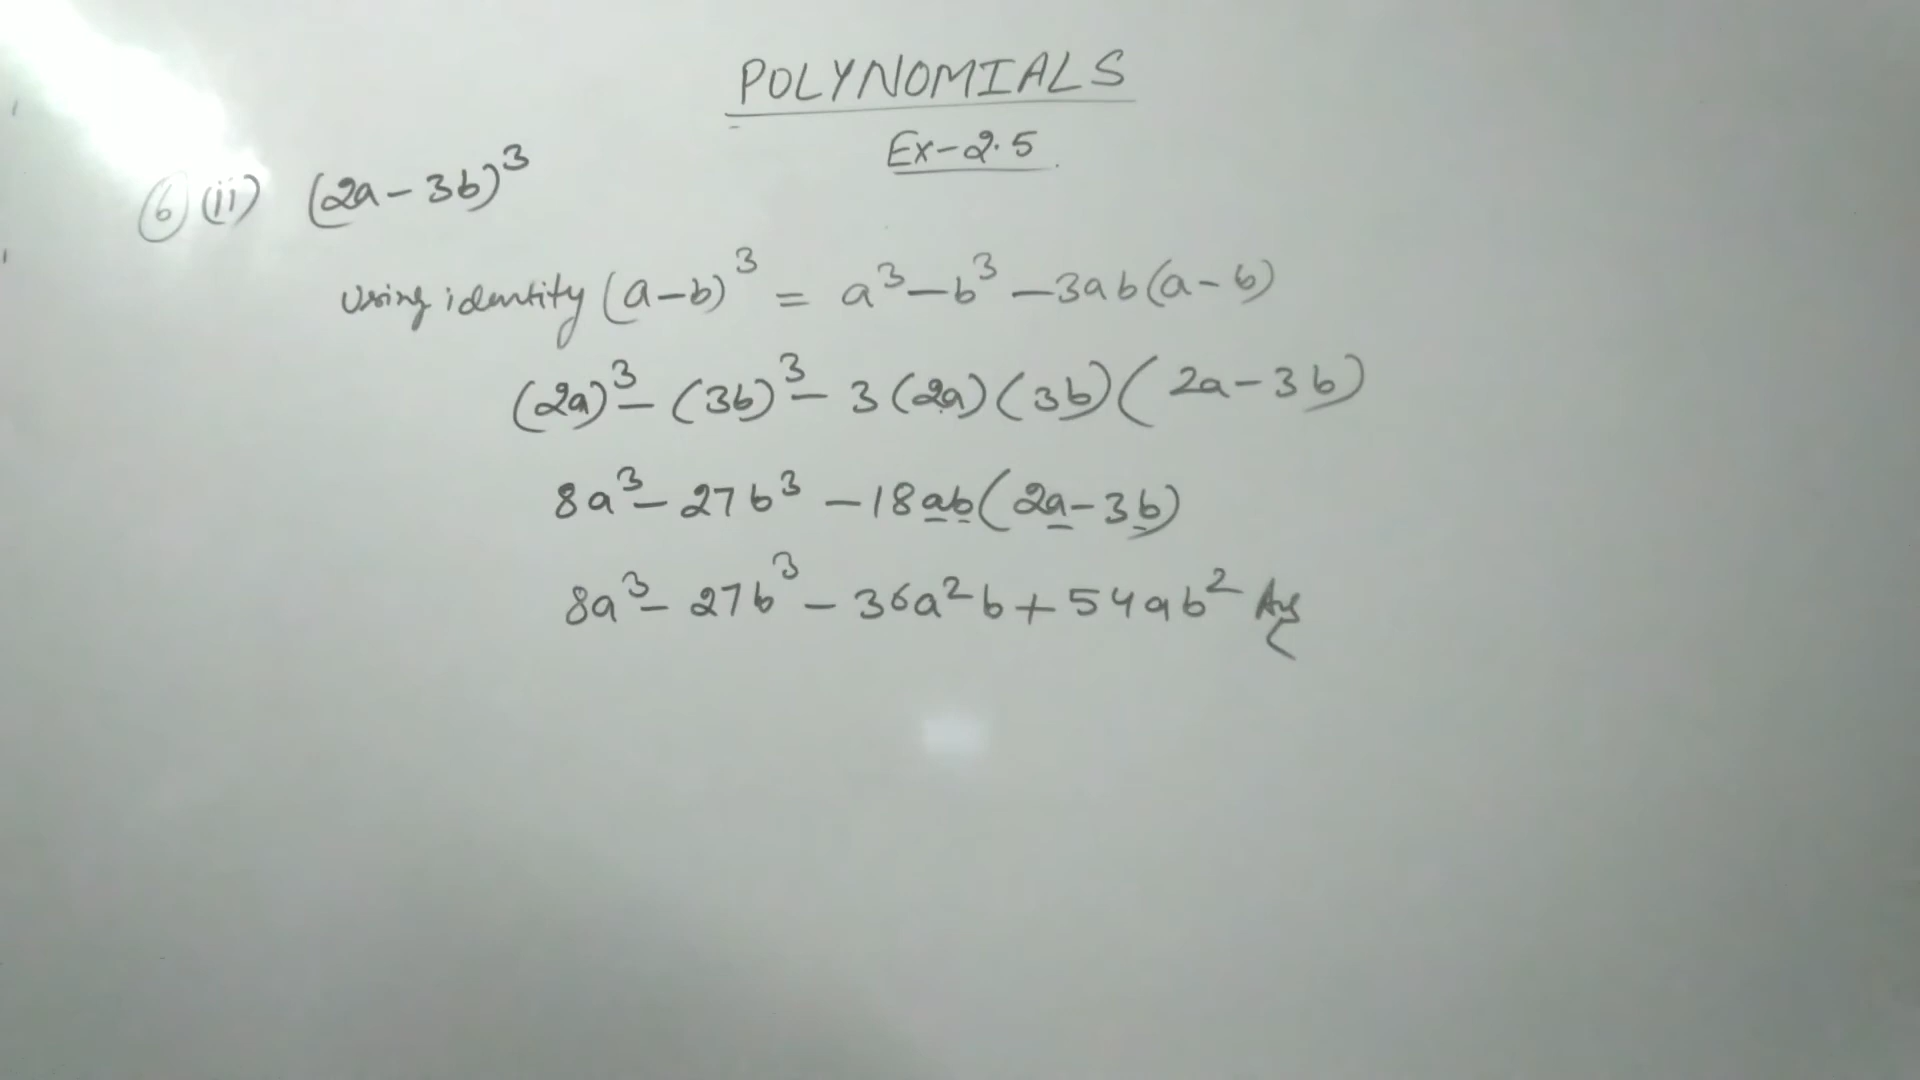 POLYNOMIALS
Ex-2.5
6 (ii) (2a-3b)³
Using identity (a-b)³ = a³-b³-3ab(a-b)
(2a)³-(3b)³-3(2a)(3b)(2a-3b)
8a³-27b³-18ab(2a-3b)
8a³-27b³-36a²b+54ab² Ans